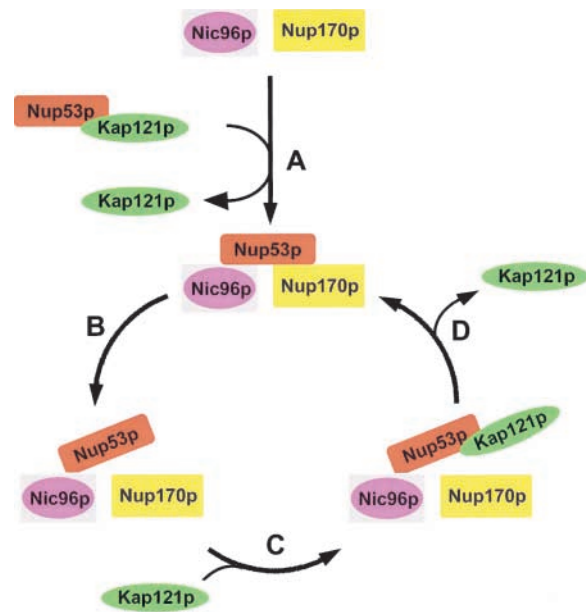 Nic96p Nup170p
Nup53p
Kap121p
A
Kap121p
Nup53p
Nic96p Nup170p
Kap121p
B
D
Nup53p
Nup53p Kap121p
Nic96p Nup170p
Nic96p Nup170p
C
Kap121p